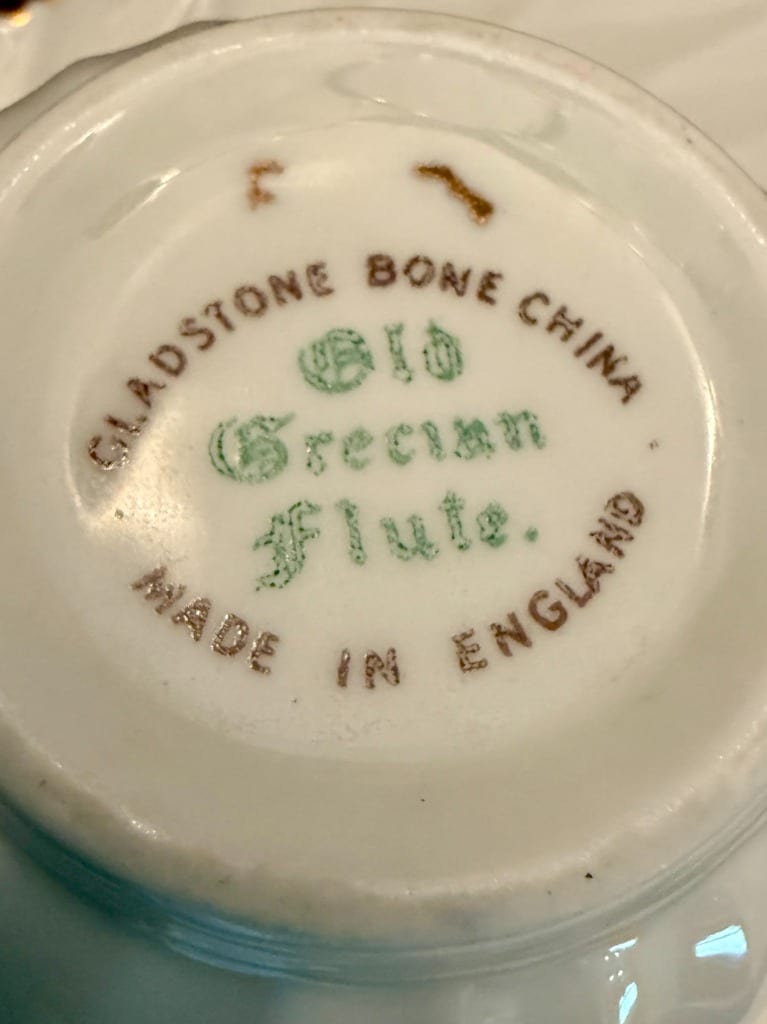 GLADSTONE BONE CHINA
Old
Grecian
Flute.
MADE IN ENGLAND